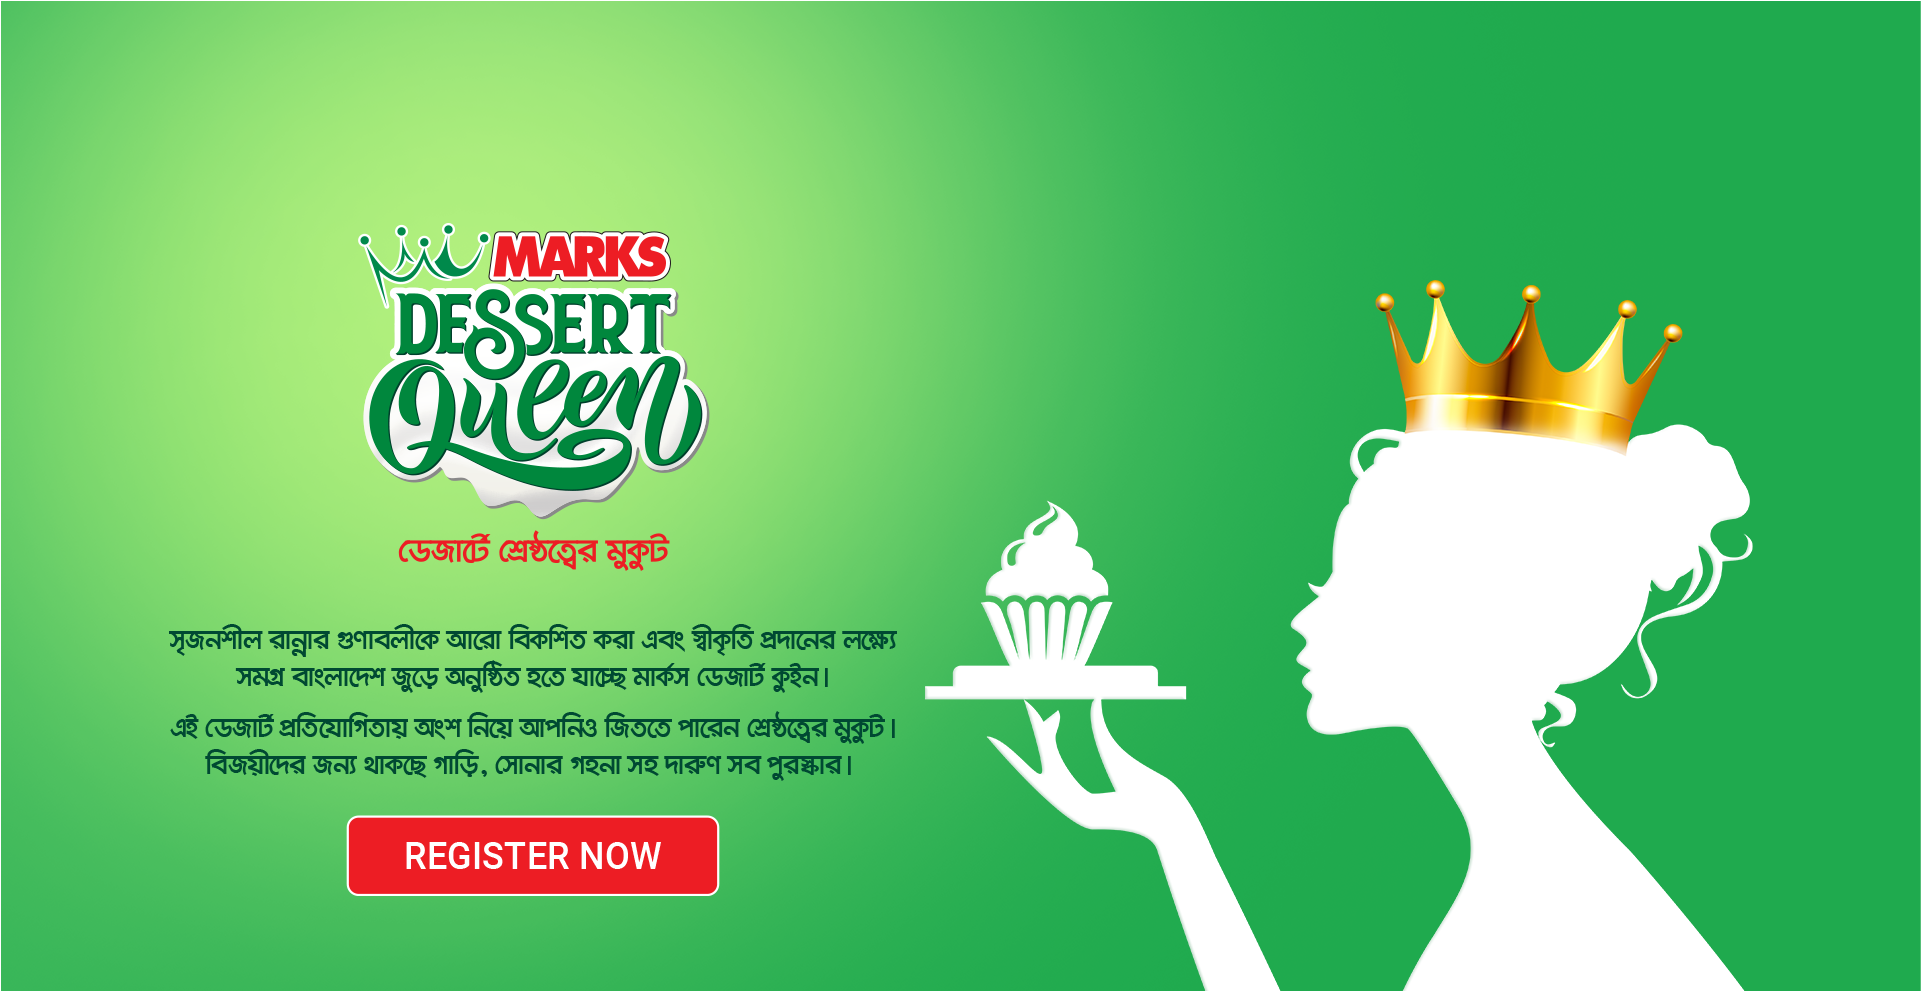 MARKS
DESSERT
Queen
ডেজার্টে শ্রেষ্ঠত্বের মুকুট
সৃজনশীল রান্নার গুণাবলীকে আরো বিকশিত করা এবং স্বীকৃতি প্রদানের লক্ষ্যে
সমগ্র বাংলাদেশ জুড়ে অনুষ্ঠিত হতে যাচ্ছে মার্কস ডেজার্ট কুইন।
এই ডেজার্ট প্রতিযোগিতায় অংশ নিয়ে আপনিও জিততে পারেন শ্রেষ্ঠত্বের মুকুট।
বিজয়ীদের জন্য থাকছে গাড়ি, সোনার গহনা সহ দারুণ সব পুরস্কার।
REGISTER NOW